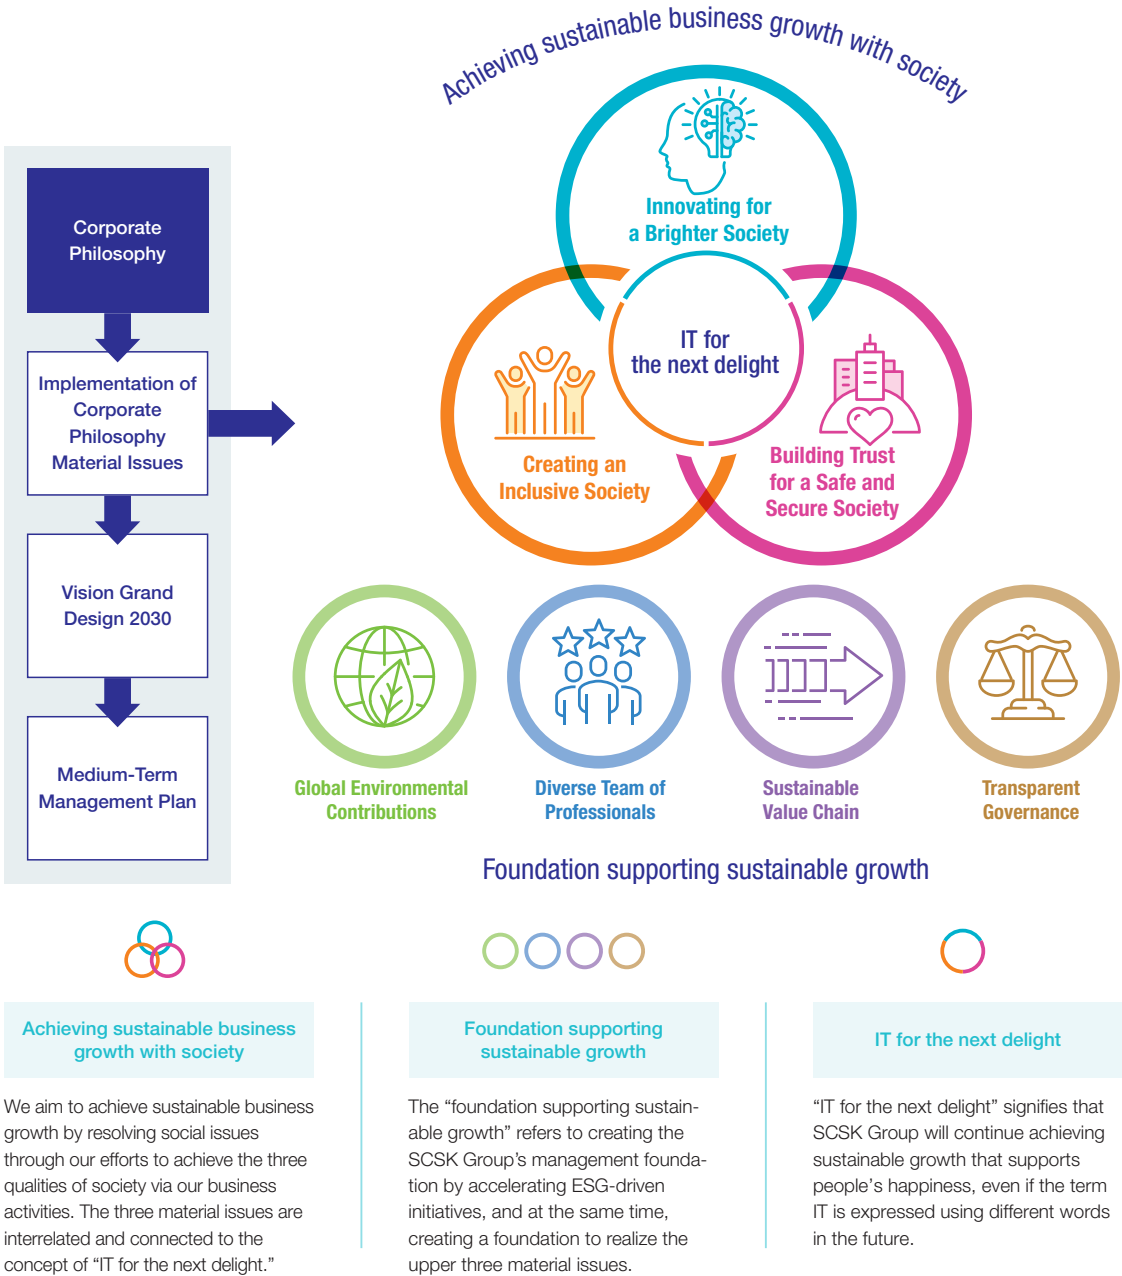 Achieving sustainable business growth with society
Corporate
Philosophy
Implementation of
Corporate
Philosophy
Material Issues
Vision Grand
Design 2030
Medium-Term
Management Plan
Innovating for
a Brighter Society
IT for
the next delight
Creating an
Inclusive Society
Building Trust
for a Safe and
Secure Society
Global Environmental
Contributions
Diverse Team of
Professionals
Sustainable
Value Chain
Transparent
Governance
Foundation supporting sustainable growth
Achieving sustainable business
growth with society
We aim to achieve sustainable business
growth by resolving social issues
through our efforts to achieve the three
qualities of society via our business
activities. The three material issues are
interrelated and connected to the
concept of “IT for the next delight.”
Foundation supporting
sustainable growth
The “foundation supporting sustain-
able growth” refers to creating the
SCSK Group’s management founda-
tion by accelerating ESG-driven
initiatives, and at the same time,
creating a foundation to realize the
upper three material issues.
IT for the next delight
“IT for the next delight” signifies that
SCSK Group will continue achieving
sustainable growth that supports
people’s happiness, even if the term
IT is expressed using different words
in the future.